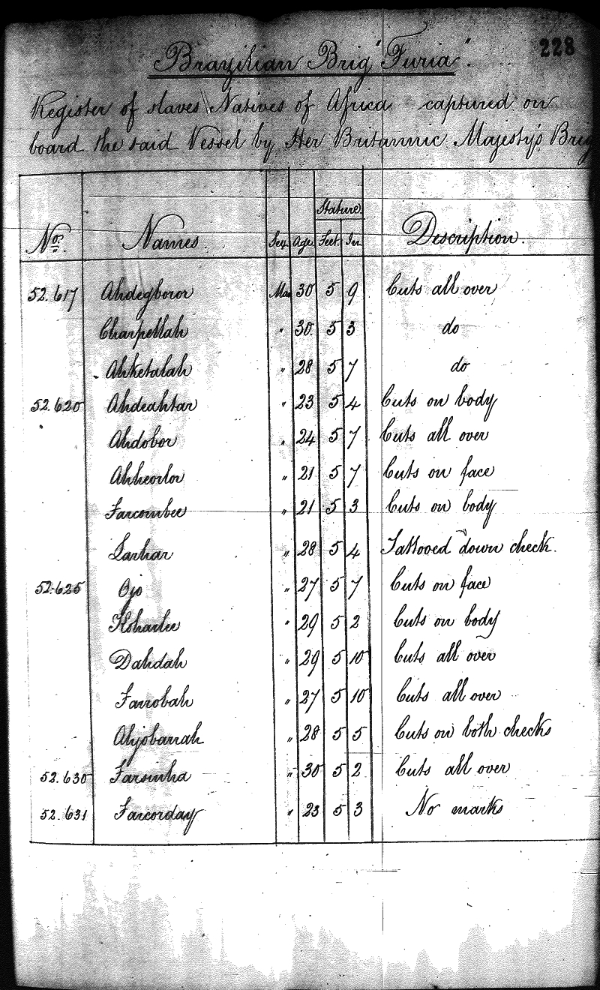 228
Brazilian Brig "Furia".
Register of slaves Natives of Africa captured on
board the said Vessel by Her Britannic Majesty's Brig
Stature
No. Names. Sex Age Feet In Description.
52.617 Ahdegboror Man 30 5 9 Cuts all over
Charpellah " 30 5 3 do
Ahketalah " 28 5 7 do
52.620 Ahdeahtar " 23 5 4 Cuts on body
Ahdobor " 24 5 7 Cuts all over
" 21 5 7 Cuts on face
Farcombee " 21 5 3 Cuts on body
Sarhar " 28 5 4 Tattooed down cheek.
52.625 Ojo " 27 5 7 Cuts on face
" 29 5 2 Cuts on body
Dahdah " 29 5 10 Cuts all over
Farrobah " 27 5 10 Cuts all over
Ahjobarrah " 28 5 5 Cuts on both cheeks
52.630 Farsinha " 30 5 2 Cuts all over
52.631 Farcorday " 23 5 3 No marks